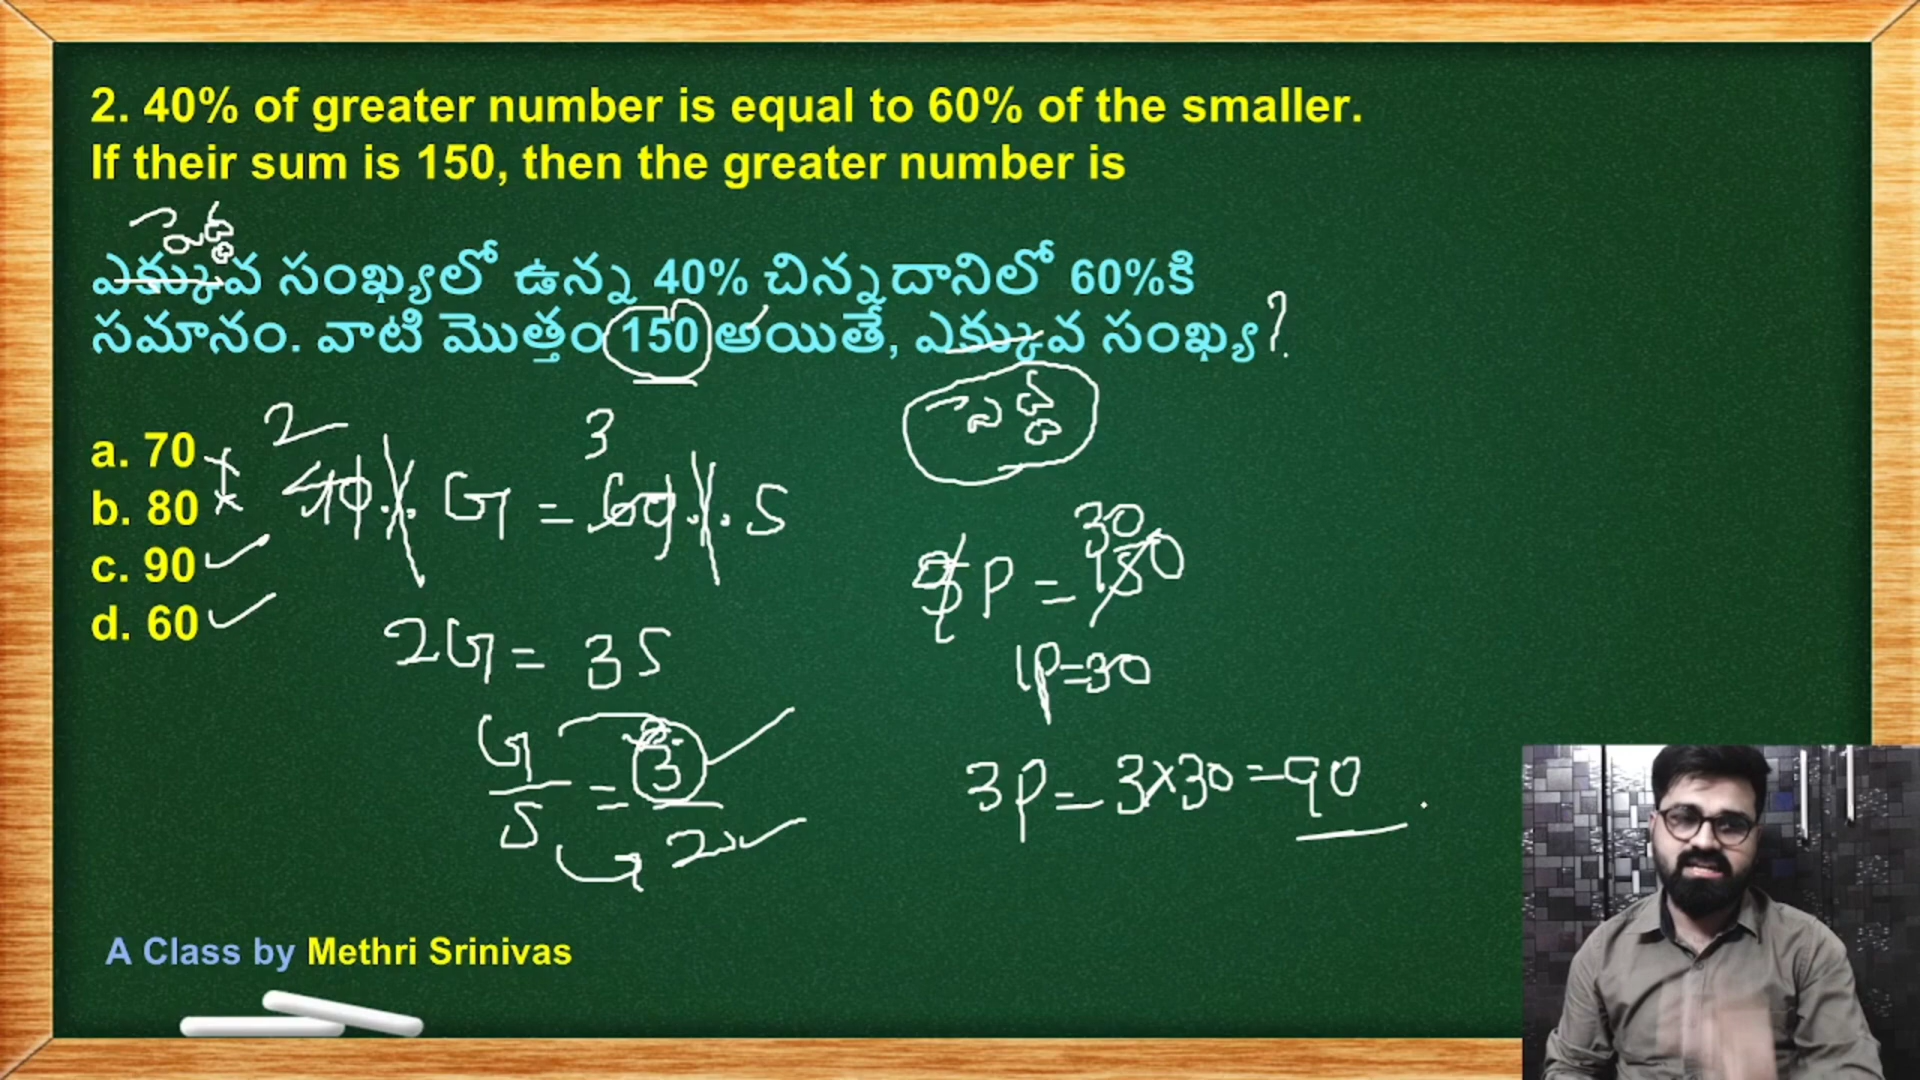 2. 40% of greater number is equal to 60% of the smaller.
If their sum is 150, then the greater number is
పెద్ద
ఎక్కువ సంఖ్యలో ఉన్న 40% చిన్నదానిలో 60%కి
సమానం. వాటి మొత్తం 150 అయితే, ఎక్కువ సంఖ్య?
పెద్ద
a. 70
b. 80
c. 90
d. 60
2 3
40% G = 60% S
2G = 3S
G/S = 3/2
30
5P = 150
1P=30
3P = 3x30=90
A Class by Methri Srinivas